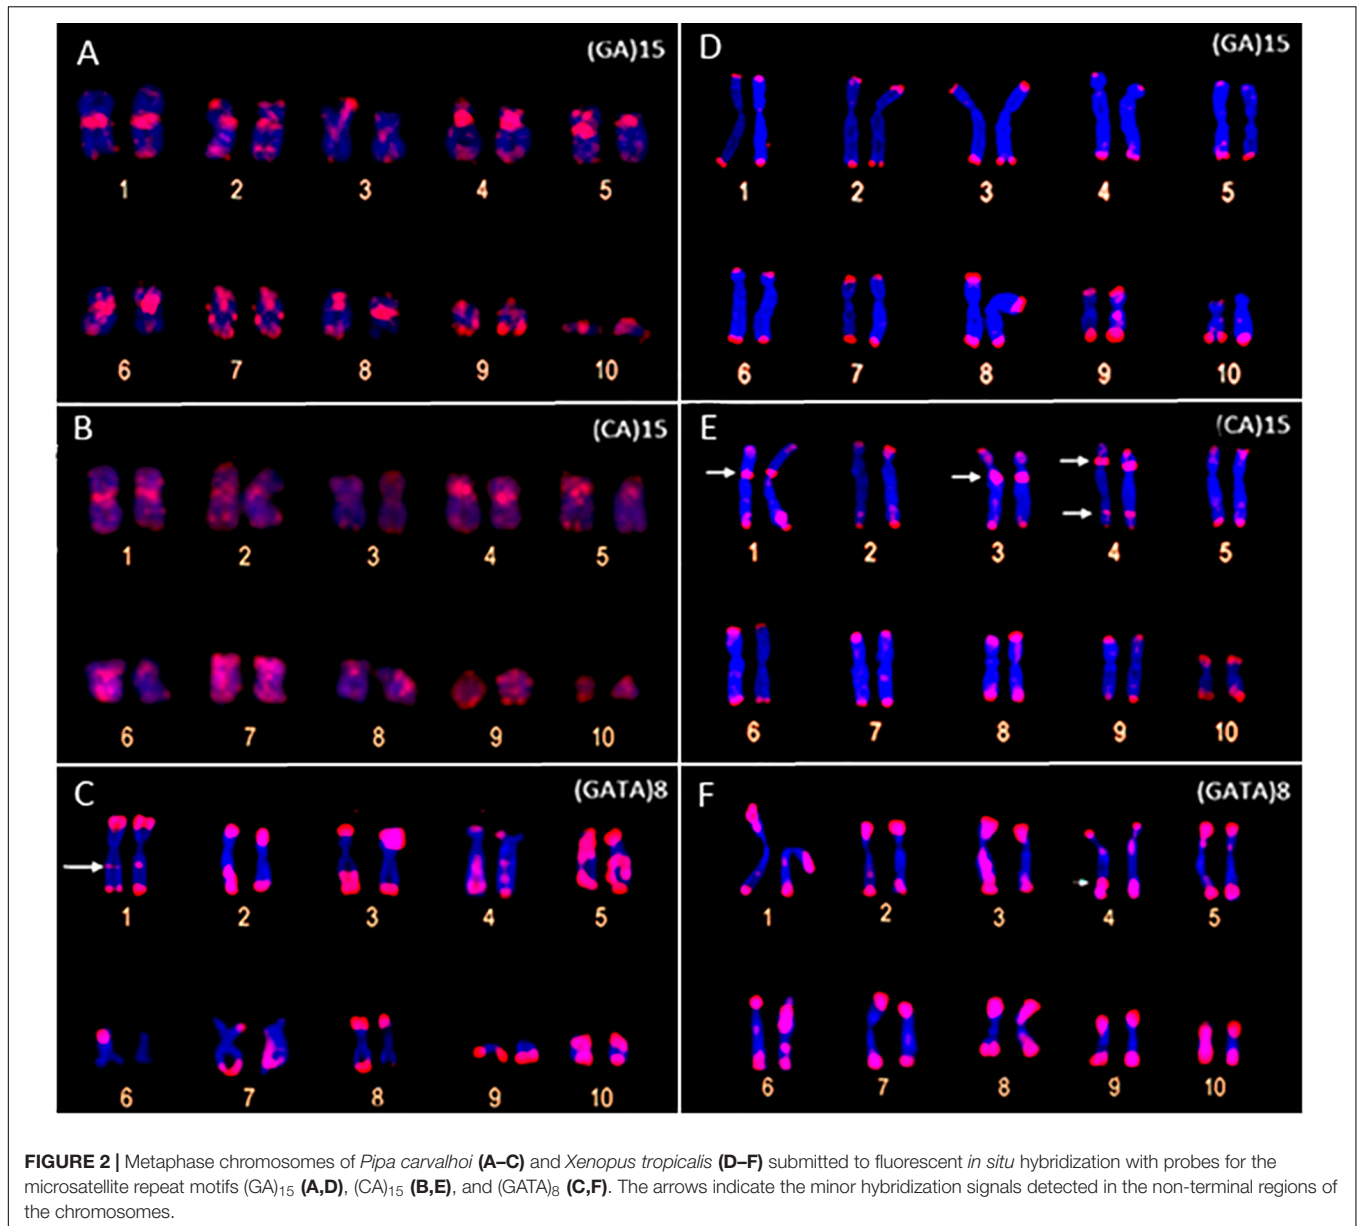 A
(GA)15
1 2 3 4 5
6 7 8 9 10
B
(CA)15
1 2 3 4 5
6 7 8 9 10
C
(GATA)8
1 2 3 4 5
6 7 8 9 10
D
(GA)15
1 2 3 4 5
6 7 8 9 10
E
(CA)15
1 2 3 4 5
6 7 8 9 10
F
(GATA)8
1 2 3 4 5
6 7 8 9 10
FIGURE 2 | Metaphase chromosomes of Pipa carvalhoi (A–C) and Xenopus tropicalis (D–F) submitted to fluorescent in situ hybridization with probes for the
microsatellite repeat motifs (GA)15 (A,D), (CA)15 (B,E), and (GATA)8 (C,F). The arrows indicate the minor hybridization signals detected in the non-terminal regions of
the chromosomes.